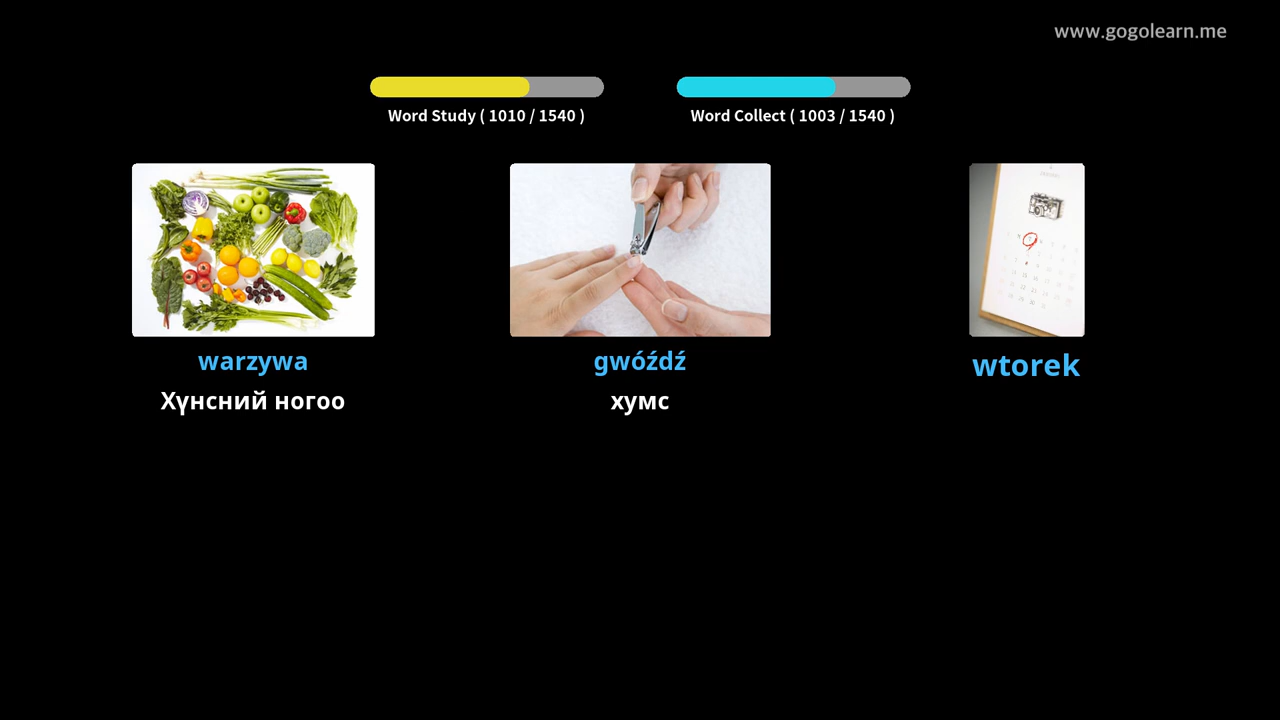 www.gogolearn.me
Word Study ( 1010 / 1540 )
Word Collect ( 1003 / 1540 )
warzywa
gwóźdź
wtorek
Хүнсний ногоо
хумс